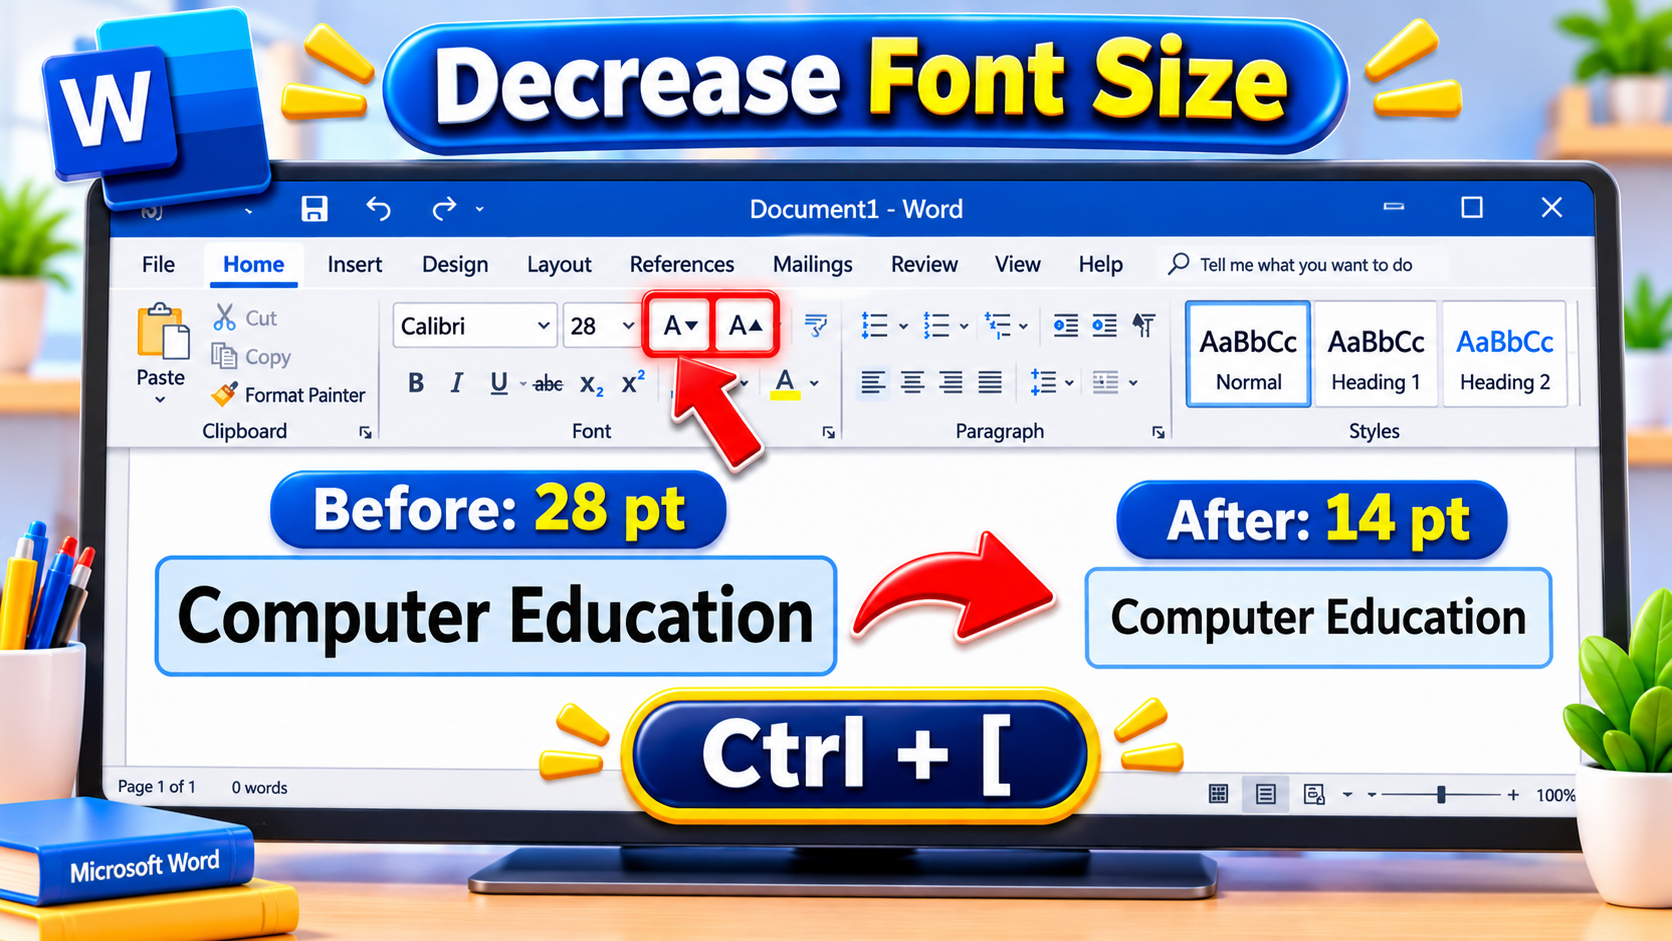 Decrease Font Size
W
Document1 - Word
File Home Insert Design Layout References Mailings Review View Help Tell me what you want to do
Paste
Cut
Copy
Format Painter
Clipboard
Calibri 28 A A
B I U abc X2 X2 A
Font
Paragraph
AaBbCc AaBbCc AaBbCc
Normal Heading 1 Heading 2
Styles
Before: 28 pt
After: 14 pt
Computer Education
Computer Education
Ctrl + [
Page 1 of 1 0 words
100%
Microsoft Word